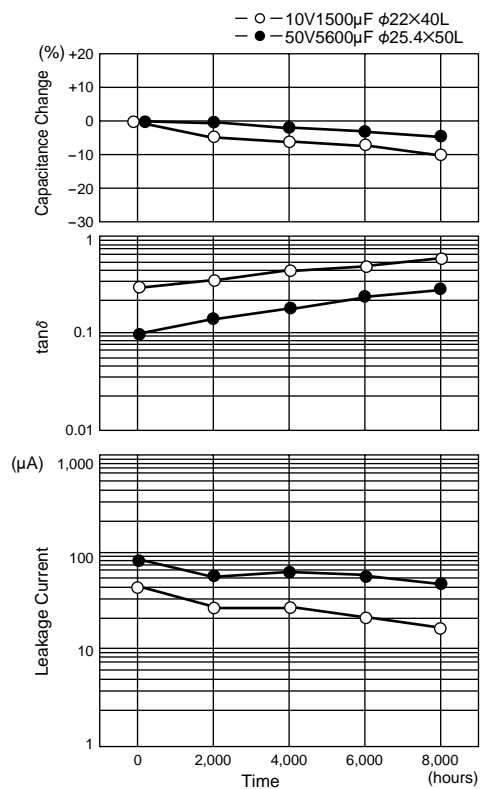 10V1500μF φ22×40L
50V5600μF φ25.4×50L
(%)
+20
+10
0
−10
−20
−30
Capacitance Change
1
0.1
0.01
tanδ
(μA)
1,000
100
10
1
Leakage Current
0 2,000 4,000 6,000 8,000
Time (hours)